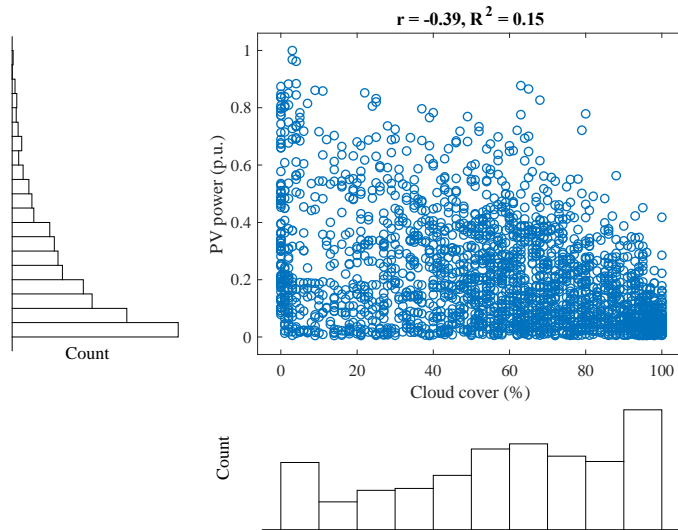 r = -0.39, R² = 0.15
1
0.8
0.6
0.4
0.2
0
PV power (p.u.)
Count
0 20 40 60 80 100
Cloud cover (%)
Count